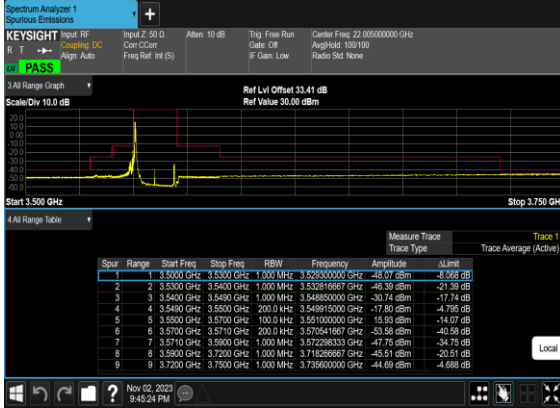 Spectrum Analyzer 1
Spurious Emissions
+
KEYSIGHT Input: RF Input Z: 50 Ω Atten: 10 dB Trig: Free Run Center Freq: 22.005000000 GHz
R T Coupling: DC Corr CCorr Gate: Off Avg|Hold: 100/100
Align: Auto Freq Ref: Int (S) IF Gain: Low Radio Std: None
PASS
3 All Range Graph
Ref Lvl Offset 33.41 dB
Scale/Div 10.0 dB Ref Value 30.00 dBm
20.0
10.0
0.00
-10.0
-20.0
-30.0
-40.0
-50.0
-60.0
Start 3.500 GHz Stop 3.750 GH
4 All Range Table
Measure Trace Trace 1
Trace Type Trace Average (Active)
Spur Range Start Freq Stop Freq RBW Frequency Amplitude ΔLimit
1 1 3.5000 GHz 3.5300 GHz 1.000 MHz 3.529300000 GHz -48.07 dBm -8.068 dB
2 2 3.5300 GHz 3.5400 GHz 1.000 MHz 3.532816667 GHz -46.39 dBm -21.39 dB
3 3 3.5400 GHz 3.5490 GHz 1.000 MHz 3.548850000 GHz -30.74 dBm -17.74 dB
4 4 3.5490 GHz 3.5500 GHz 200.0 kHz 3.549915000 GHz -17.80 dBm -4.795 dB
5 5 3.5500 GHz 3.5700 GHz 100.0 kHz 3.551000000 GHz 15.93 dBm -14.07 dB
6 6 3.5700 GHz 3.5710 GHz 200.0 kHz 3.570541667 GHz -53.58 dBm -40.58 dB
7 7 3.5710 GHz 3.5900 GHz 1.000 MHz 3.572298333 GHz -47.75 dBm -34.75 dB
8 8 3.5900 GHz 3.7200 GHz 1.000 MHz 3.718266667 GHz -45.51 dBm -20.51 dB
9 9 3.7200 GHz 3.7500 GHz 1.000 MHz 3.735600000 GHz -44.69 dBm -4.688 dB
Local
?
Nov 02, 2023
9:45:24 PM